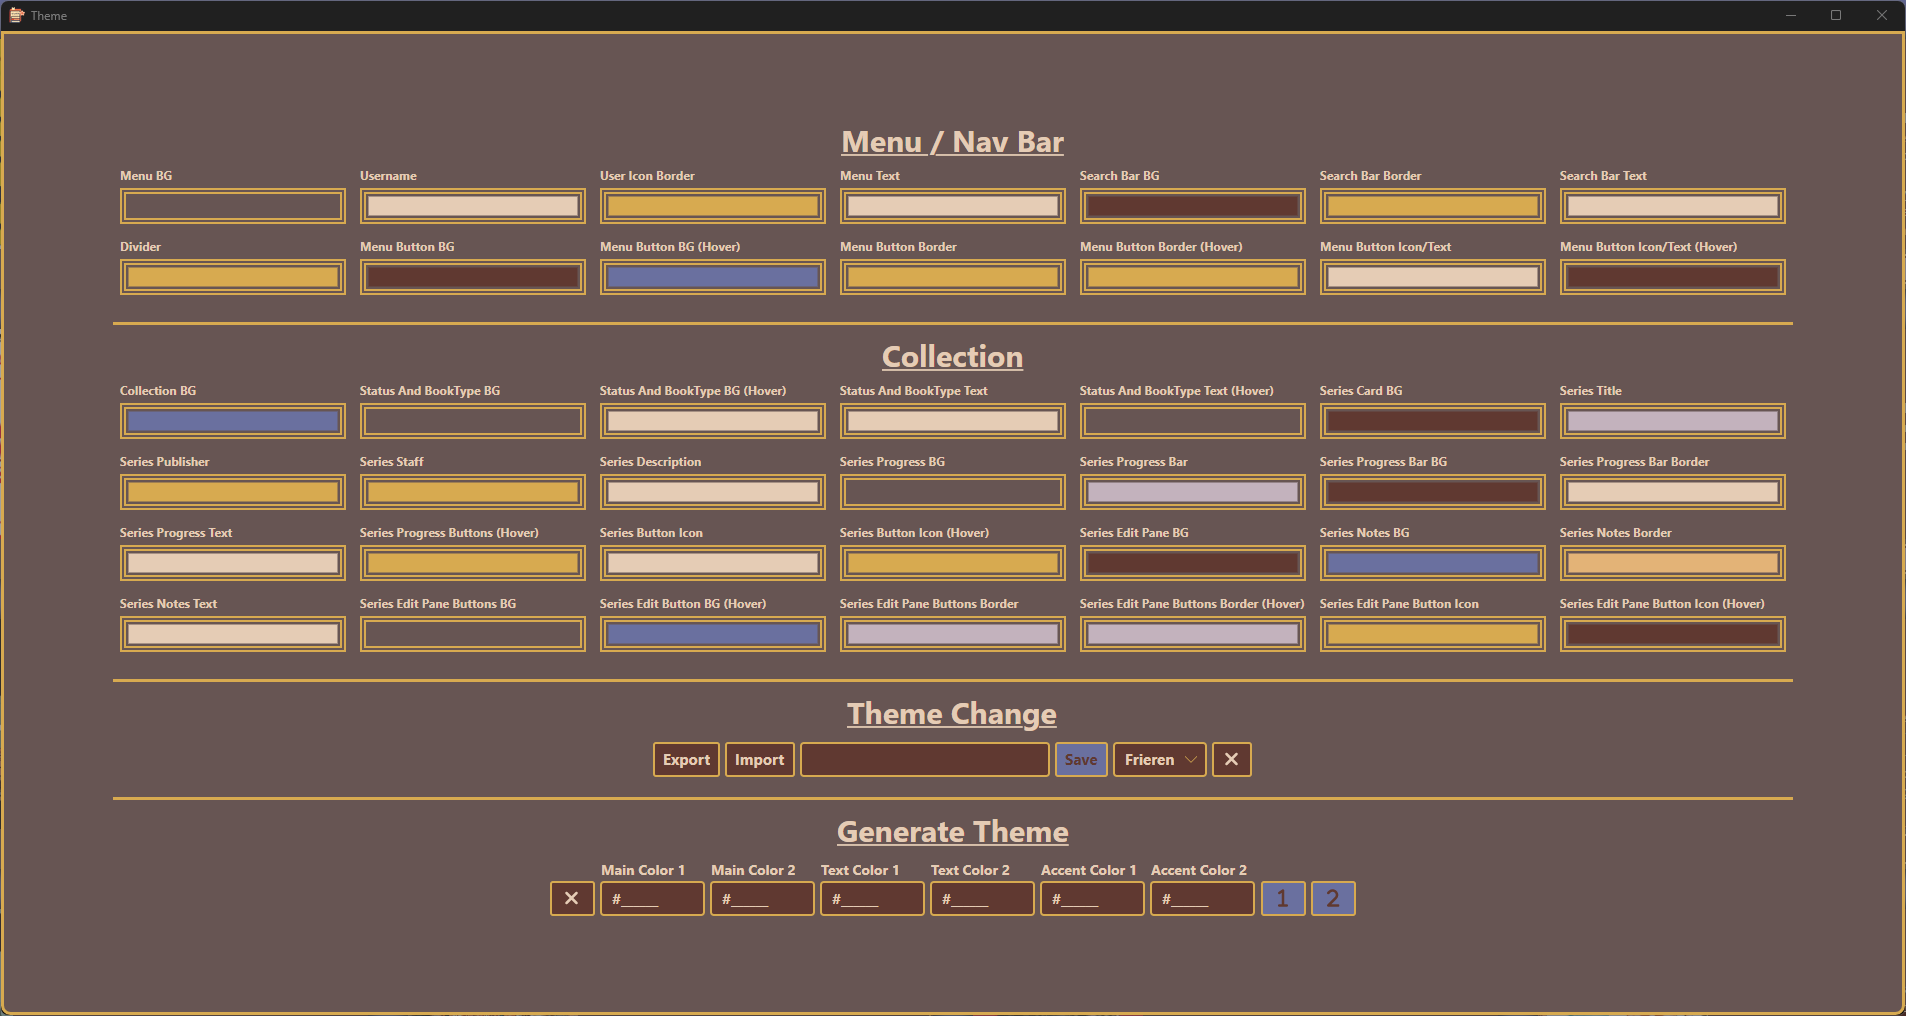 Theme
Menu / Nav Bar
Menu BG Username User Icon Border Menu Text Search Bar BG Search Bar Border Search Bar Text
Divider Menu Button BG Menu Button BG (Hover) Menu Button Border Menu Button Border (Hover) Menu Button Icon/Text Menu Button Icon/Text (Hover)
Collection
Collection BG Status And BookType BG Status And BookType BG (Hover) Status And BookType Text Status And BookType Text (Hover) Series Card BG Series Title
Series Publisher Series Staff Series Description Series Progress BG Series Progress Bar Series Progress Bar BG Series Progress Bar Border
Series Progress Text Series Progress Buttons (Hover) Series Button Icon Series Button Icon (Hover) Series Edit Pane BG Series Notes BG Series Notes Border
Series Notes Text Series Edit Pane Buttons BG Series Edit Button BG (Hover) Series Edit Pane Buttons Border Series Edit Pane Buttons Border (Hover) Series Edit Pane Button Icon Series Edit Pane Button Icon (Hover)
Theme Change
Export Import Save Frieren
Generate Theme
Main Color 1 Main Color 2 Text Color 1 Text Color 2 Accent Color 1 Accent Color 2
#______ #______ #______ #______ #______ #______ 1 2